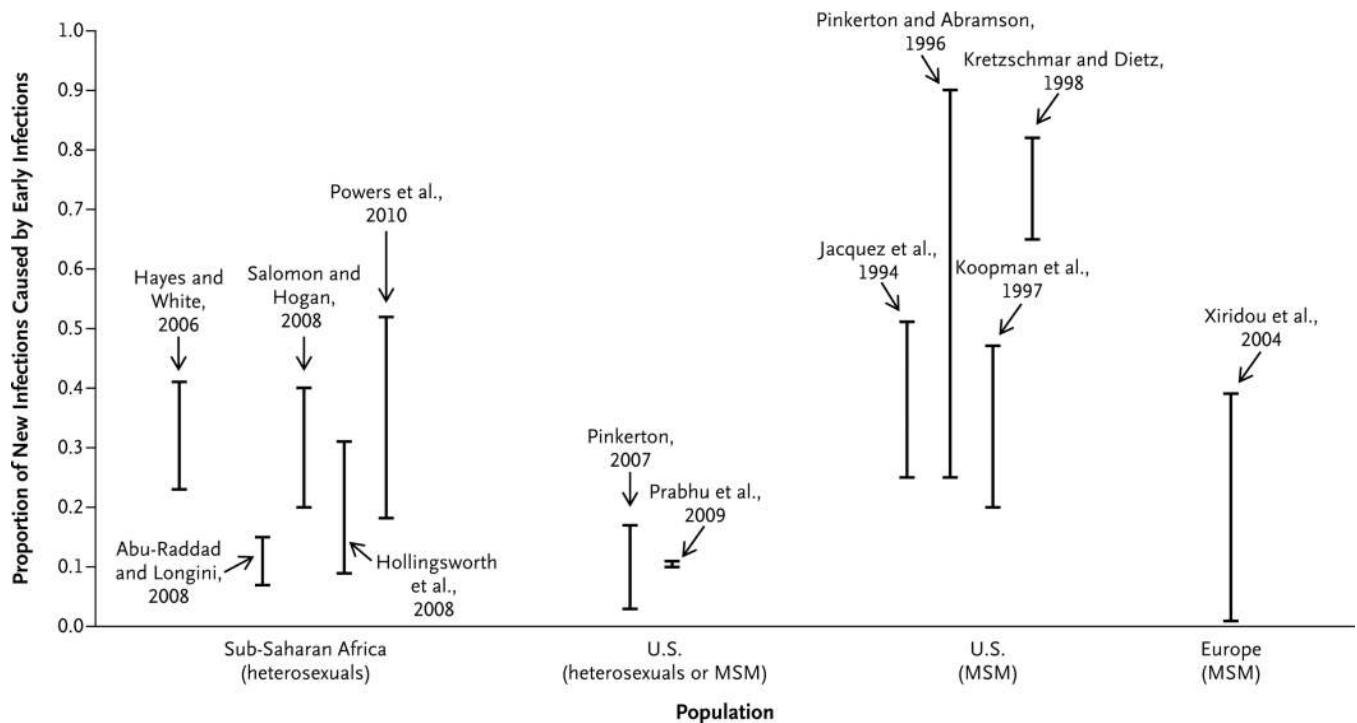 Proportion of New Infections Caused by Early Infections
1.0
0.9
0.8
0.7
0.6
0.5
0.4
0.3
0.2
0.1
0.0
Hayes and
White,
2006
Abu-Raddad
and Longini,
2008
Salomon and
Hogan,
2008
Hollingsworth
et al.,
2008
Powers et al.,
2010
Pinkerton,
2007
Prabhu et al.,
2009
Jacquez et al.,
1994
Pinkerton and Abramson,
1996
Koopman et al.,
1997
Kretzschmar and Dietz,
1998
Xiridou et al.,
2004
Sub-Saharan Africa
(heterosexuals)
U.S.
(heterosexuals or MSM)
U.S.
(MSM)
Europe
(MSM)
Population